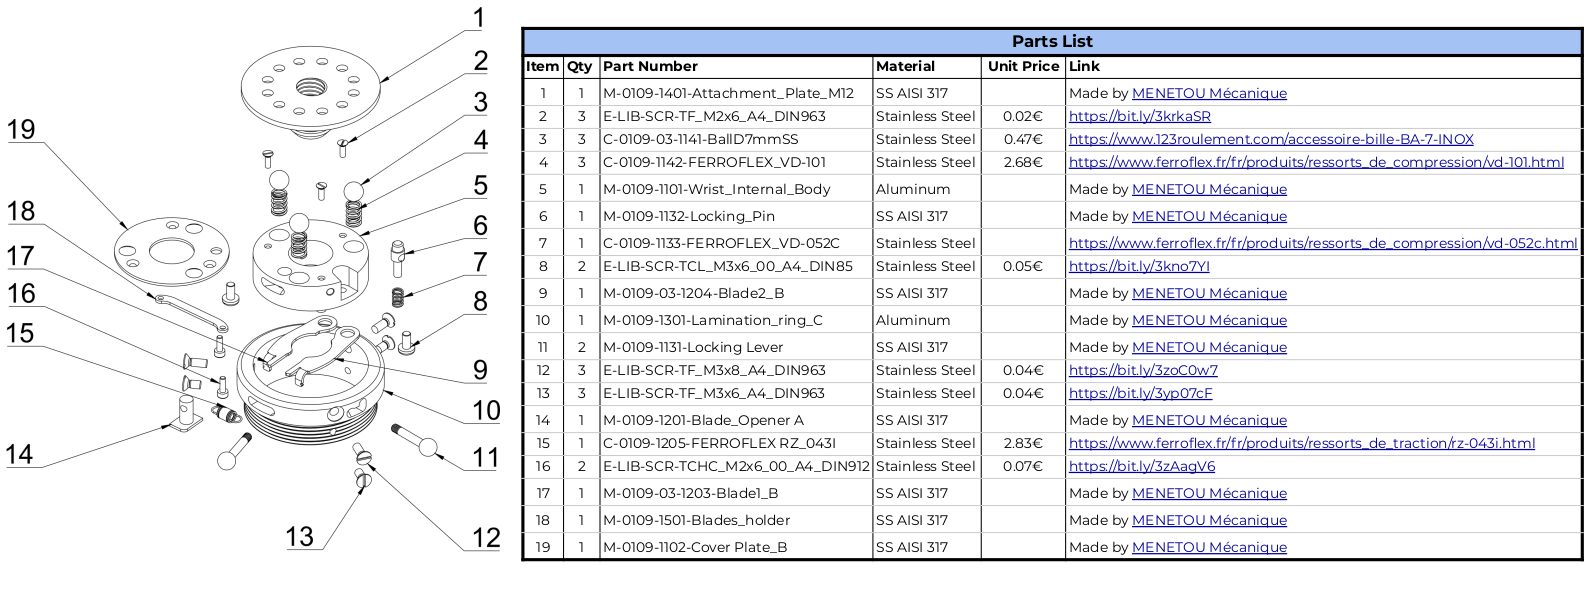 1
2
3
4
5
6
7
8
9
10
11
12
13
14
15
16
17
18
19
Parts List
Item Qty Part Number Material Unit Price Link
1 1 M-0109-1401-Attachment_Plate_M12 SS AISI 317 Made by MENETOU Mécanique
2 3 E-LIB-SCR-TF_M2x6_A4_DIN963 Stainless Steel 0.02€ https://bit.ly/3krkaSR
3 3 C-0109-03-1141-BallD7mmSS Stainless Steel 0.47€ https://www.123roulement.com/accessoire-bille-BA-7-INOX
4 3 C-0109-1142-FERROFLEX_VD-101 Stainless Steel 2.68€ https://www.ferroflex.fr/fr/produits/ressorts_de_compression/vd-101.html
5 1 M-0109-1101-Wrist_Internal_Body Aluminum Made by MENETOU Mécanique
6 1 M-0109-1132-Locking_Pin SS AISI 317 Made by MENETOU Mécanique
7 1 C-0109-1133-FERROFLEX_VD-052C Stainless Steel https://www.ferroflex.fr/fr/produits/ressorts_de_compression/vd-052c.html
8 2 E-LIB-SCR-TCL_M3x6_00_A4_DIN85 Stainless Steel 0.05€ https://bit.ly/3kno7YI
9 1 M-0109-03-1204-Blade2_B SS AISI 317 Made by MENETOU Mécanique
10 1 M-0109-1301-Lamination_ring_C Aluminum Made by MENETOU Mécanique
11 2 M-0109-1131-Locking Lever SS AISI 317 Made by MENETOU Mécanique
12 3 E-LIB-SCR-TF_M3x8_A4_DIN963 Stainless Steel 0.04€ https://bit.ly/3zoC0w7
13 3 E-LIB-SCR-TF_M3x6_A4_DIN963 Stainless Steel 0.04€ https://bit.ly/3yp07cF
14 1 M-0109-1201-Blade_Opener A SS AISI 317 Made by MENETOU Mécanique
15 1 C-0109-1205-FERROFLEX RZ_043I Stainless Steel 2.83€ https://www.ferroflex.fr/fr/produits/ressorts_de_traction/rz-043i.html
16 2 E-LIB-SCR-TCHC_M2x6_00_A4_DIN912 Stainless Steel 0.07€ https://bit.ly/3zAagV6
17 1 M-0109-03-1203-Blade1_B SS AISI 317 Made by MENETOU Mécanique
18 1 M-0109-1501-Blades_holder SS AISI 317 Made by MENETOU Mécanique
19 1 M-0109-1102-Cover Plate_B SS AISI 317 Made by MENETOU Mécanique